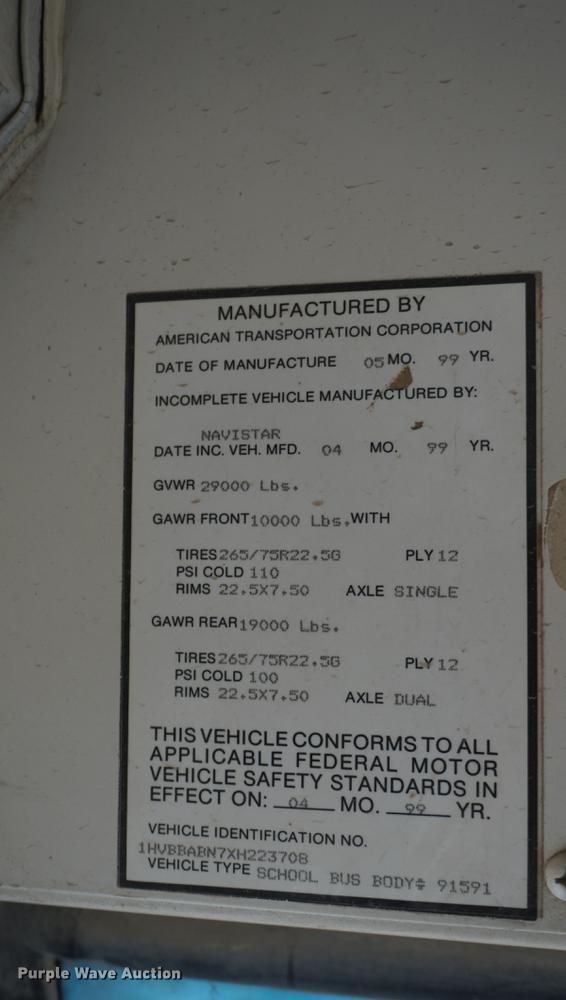 MANUFACTURED BY
AMERICAN TRANSPORTATION CORPORATION
DATE OF MANUFACTURE 05 MO. 99 YR.
INCOMPLETE VEHICLE MANUFACTURED BY:
NAVISTAR
DATE INC. VEH. MFD. 04 MO. 99 YR.
GVWR 29000 Lbs.
GAWR FRONT 10000 Lbs. WITH
TIRES 265/75R22.5G PLY 12
PSI COLD 110
RIMS 22.5X7.50 AXLE SINGLE
GAWR REAR 19000 Lbs.
TIRES 265/75R22.5G PLY 12
PSI COLD 100
RIMS 22.5X7.50 AXLE DUAL
THIS VEHICLE CONFORMS TO ALL
APPLICABLE FEDERAL MOTOR
VEHICLE SAFETY STANDARDS IN
EFFECT ON: 04 MO. 99 YR.
VEHICLE IDENTIFICATION NO.
1HVBBABN7XH223708
VEHICLE TYPE SCHOOL BUS BODY# 91591
Purple Wave Auction